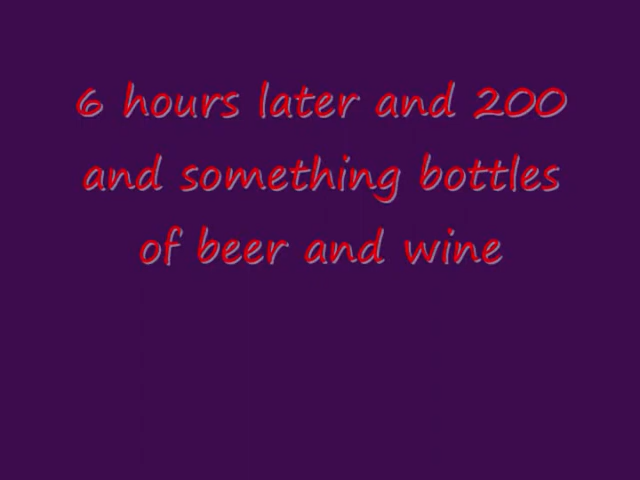 6 hours later and 200
and something bottles
of beer and wine